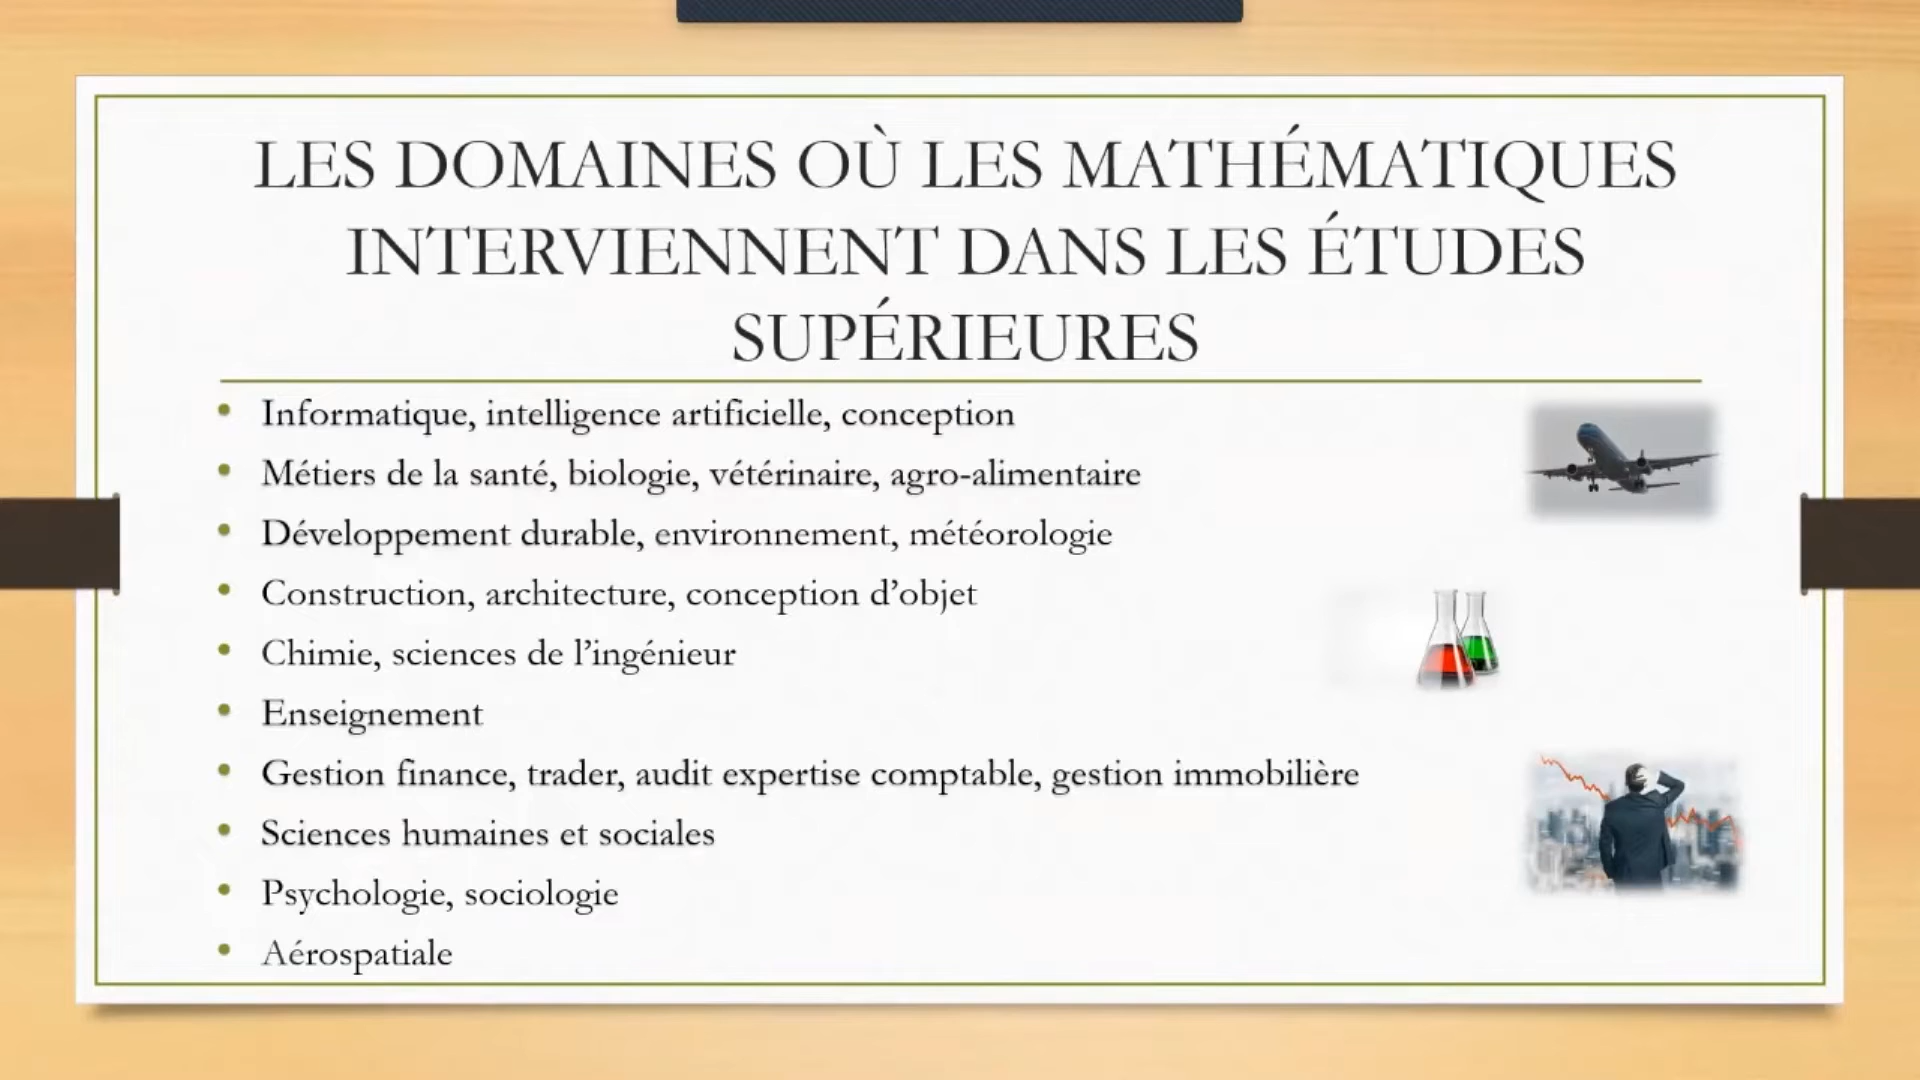 LES DOMAINES OÙ LES MATHÉMATIQUES
INTERVIENNENT DANS LES ÉTUDES
SUPÉRIEURES
• Informatique, intelligence artificielle, conception
• Métiers de la santé, biologie, vétérinaire, agro-alimentaire
• Développement durable, environnement, météorologie
• Construction, architecture, conception d’objet
• Chimie, sciences de l’ingénieur
• Enseignement
• Gestion finance, trader, audit expertise comptable, gestion immobilière
• Sciences humaines et sociales
• Psychologie, sociologie
• Aérospatiale